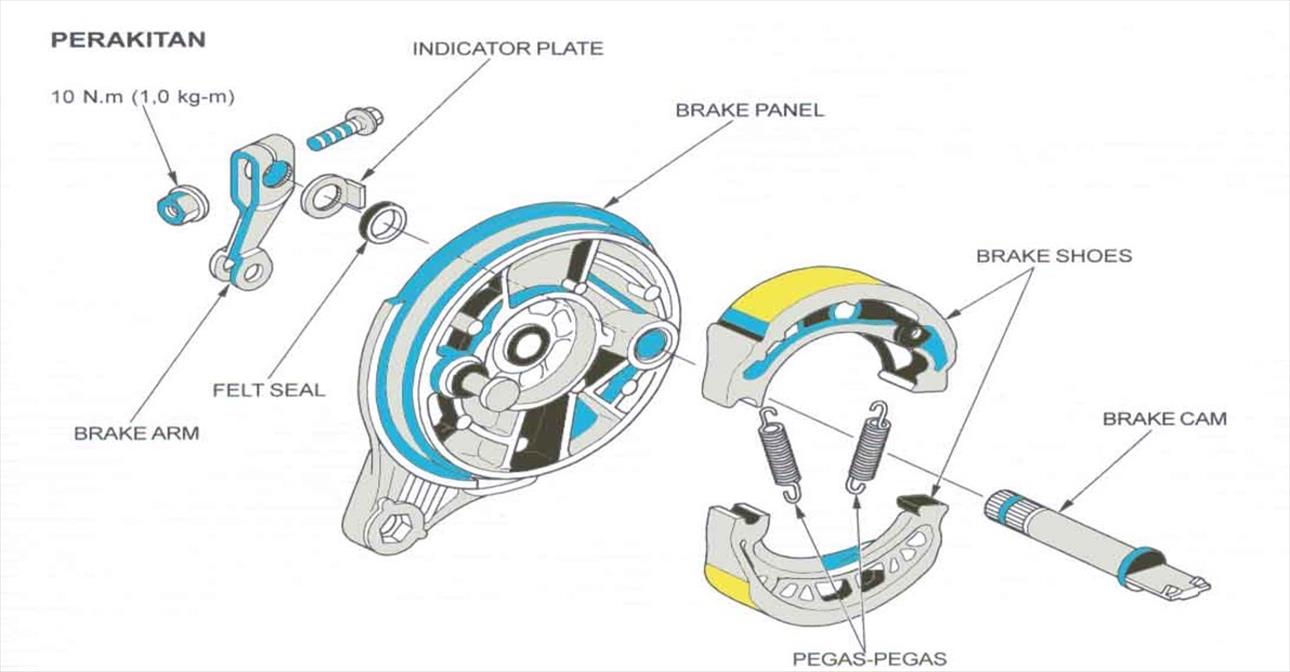 PERAKITAN
INDICATOR PLATE
10 N.m (1,0 kg-m)
BRAKE PANEL
BRAKE SHOES
FELT SEAL
BRAKE ARM
BRAKE CAM
PEGAS-PEGAS